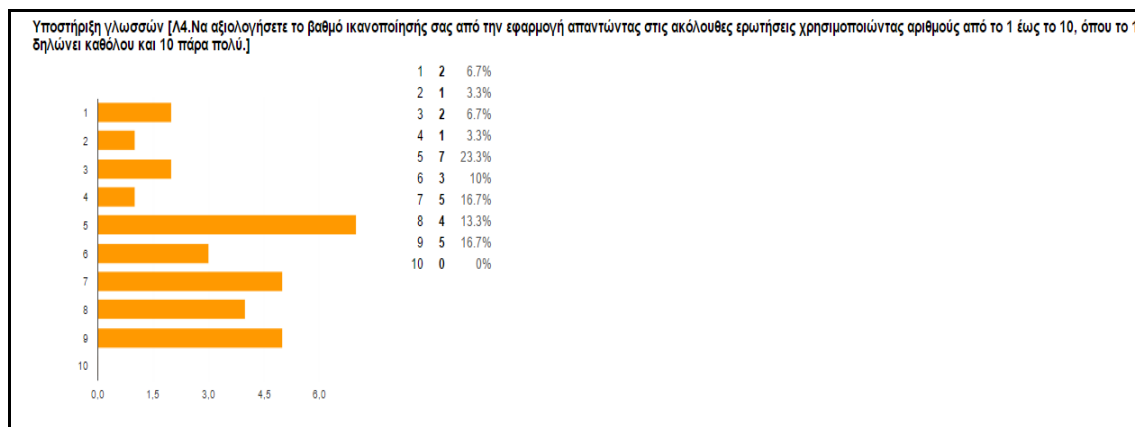 Υποστήριξη γλωσσών [Λ4.Να αξιολογήσετε το βαθμό ικανοποίησής σας από την εφαρμογή απαντώντας στις ακόλουθες ερωτήσεις χρησιμοποιώντας αριθμούς από το 1 έως το 10, όπου το 1
δηλώνει καθόλου και 10 πάρα πολύ.]
1 2 6.7%
2 1 3.3%
3 2 6.7%
4 1 3.3%
5 7 23.3%
6 3 10%
7 5 16.7%
8 4 13.3%
9 5 16.7%
10 0 0%
1
2
3
4
5
6
7
8
9
10
0,0 1,5 3,0 4,5 6,0